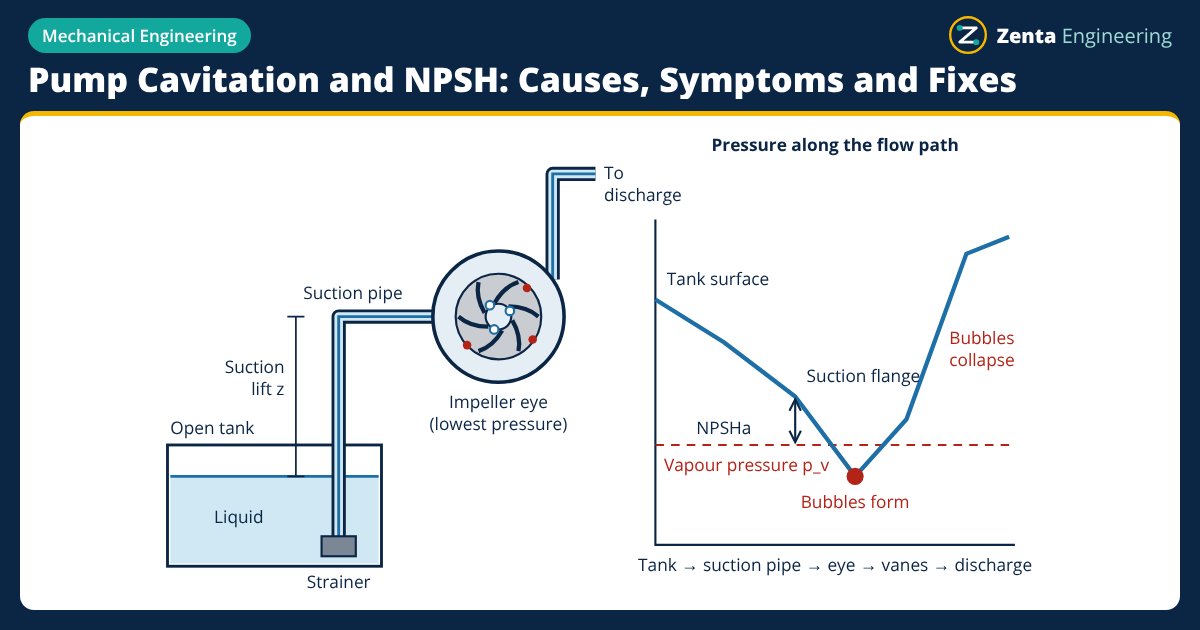 Mechanical Engineering
Zenta Engineering
Pump Cavitation and NPSH: Causes, Symptoms and Fixes
Pressure along the flow path
To
discharge
Suction pipe
Tank surface
Suction
lift z
Bubbles
collapse
Suction flange
Impeller eye
(lowest pressure)
Open tank
NPSHa
Vapour pressure p_v
Bubbles form
Liquid
Strainer
Tank → suction pipe → eye → vanes → discharge